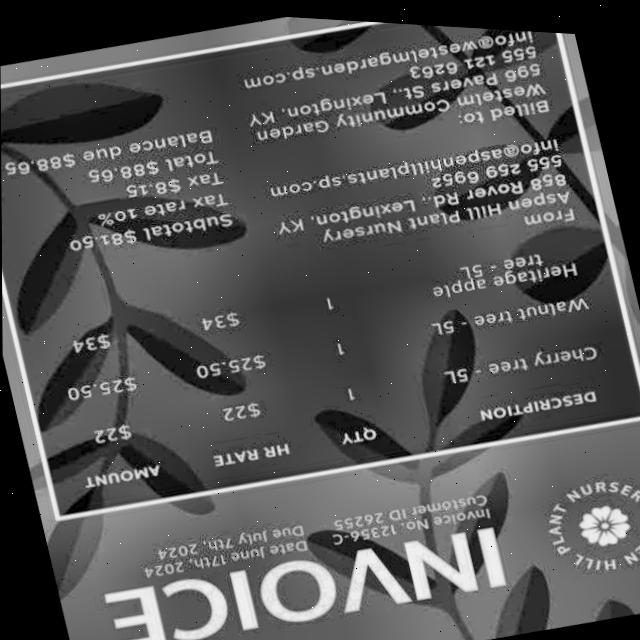 PLANT NURSERY
HILL
INVOICE
Invoice No. 12356-C
Customer ID 26255
Date June 17th, 2024
Due July 7th, 2024
DESCRIPTION QTY HR RATE AMOUNT
Cherry tree - 5L 1 $22 $22
Walnut tree - 5L 1 $25.50 $25.50
Heritage apple tree - 5L 1 $34 $34
From
Aspen Hill Plant Nursery
868 Rover Rd., Lexington, KY
555 259 6952
info@aspenhillplants.sp.com
Subtotal $81.50
Tax rate 10%
Tax $8.15
Total $88.65
Balance due $88.65
Billed to:
Westelm Community Garden
596 Pavers St., Lexington, KY
555 121 6263
info@westelmgarden.sp.com